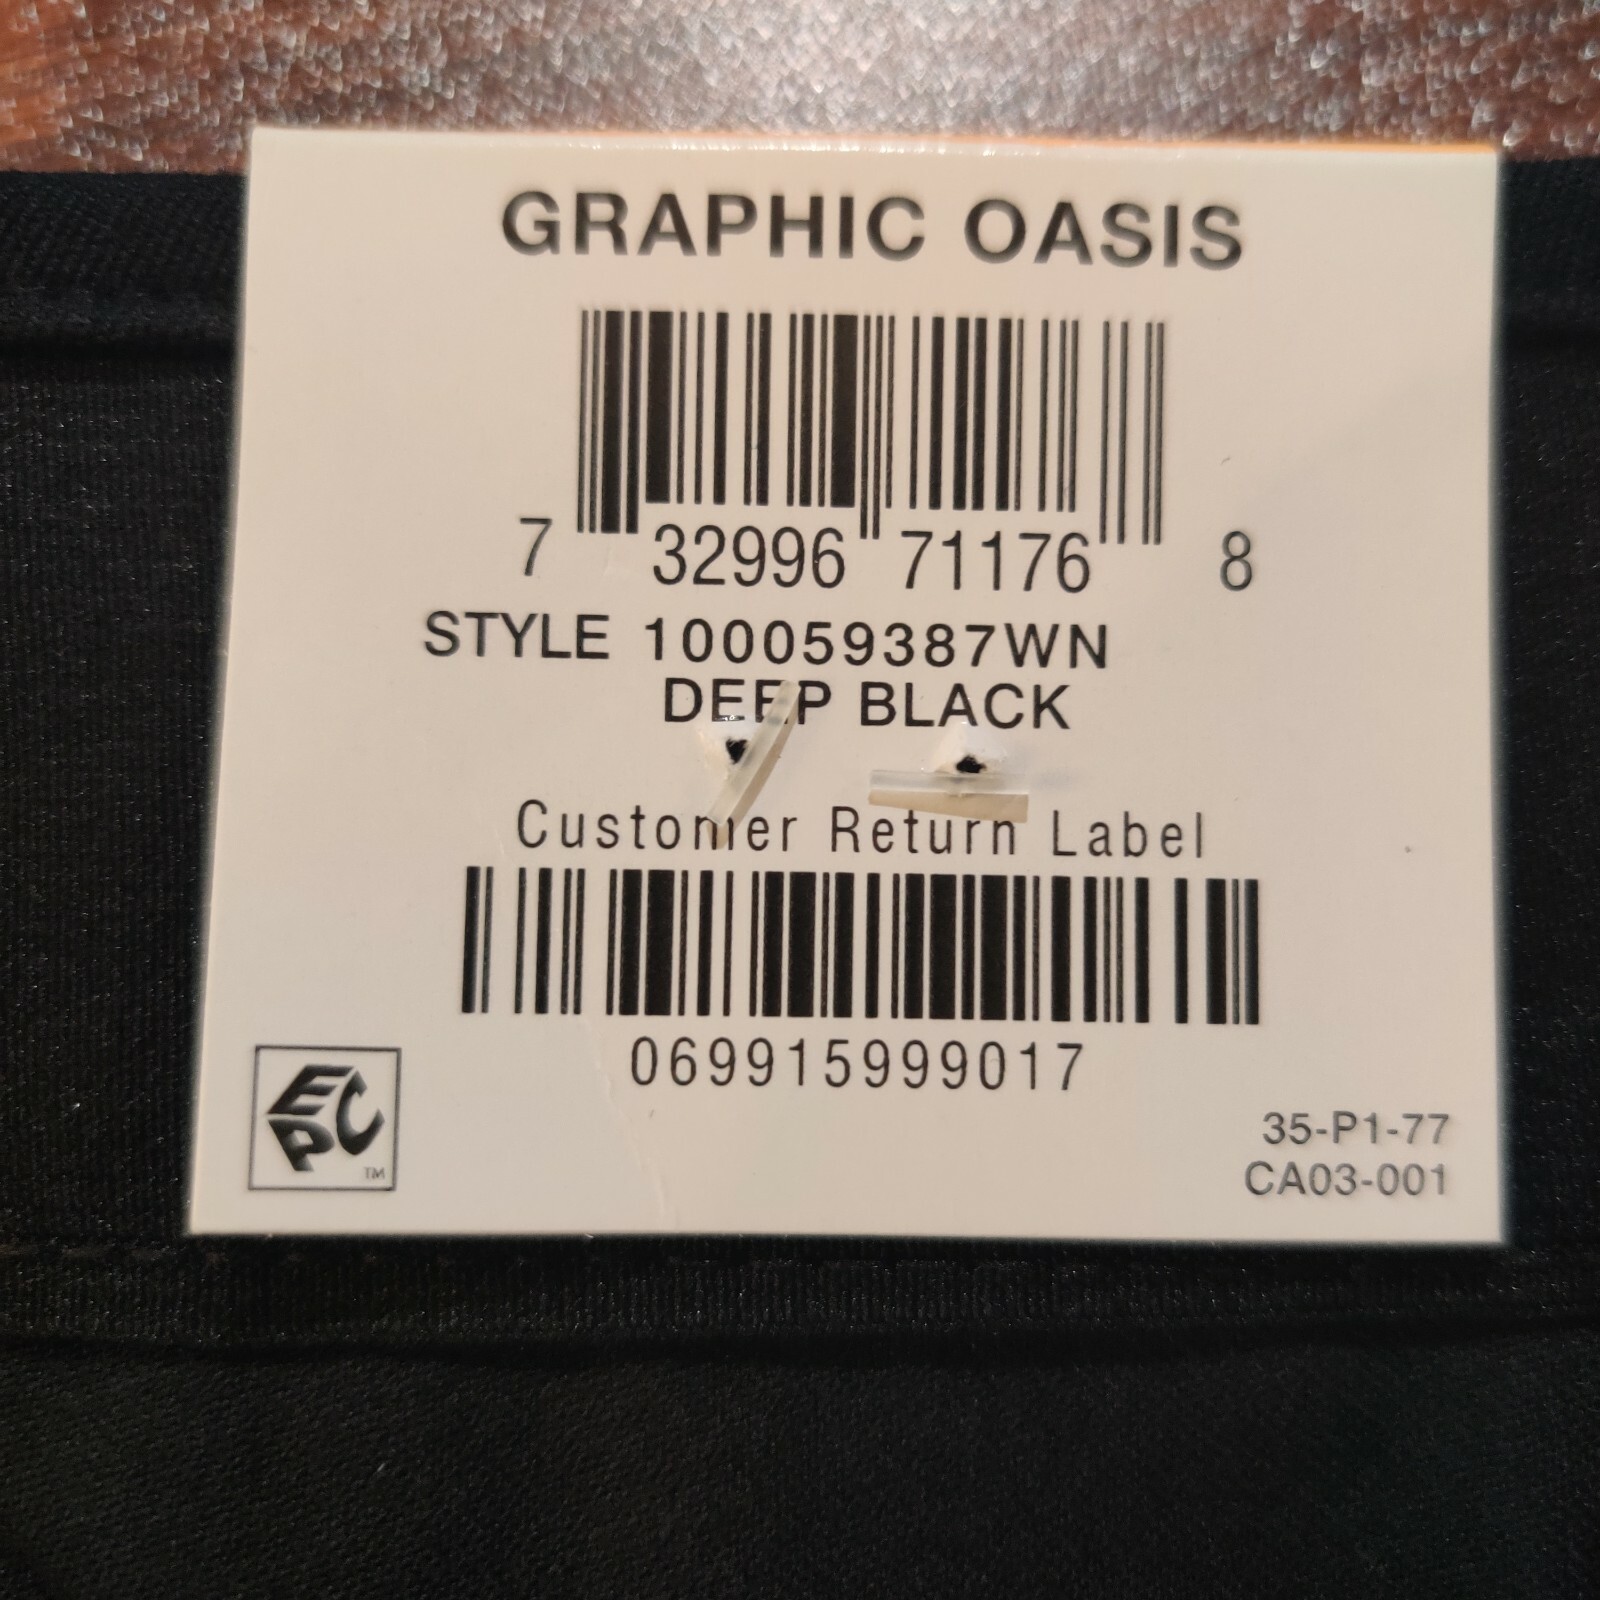 GRAPHIC OASIS
7 32996 71176 8
STYLE 100059387WN
DEEP BLACK
Customer Return Label
069915999017
EPC TM
35-P1-77
CA03-001